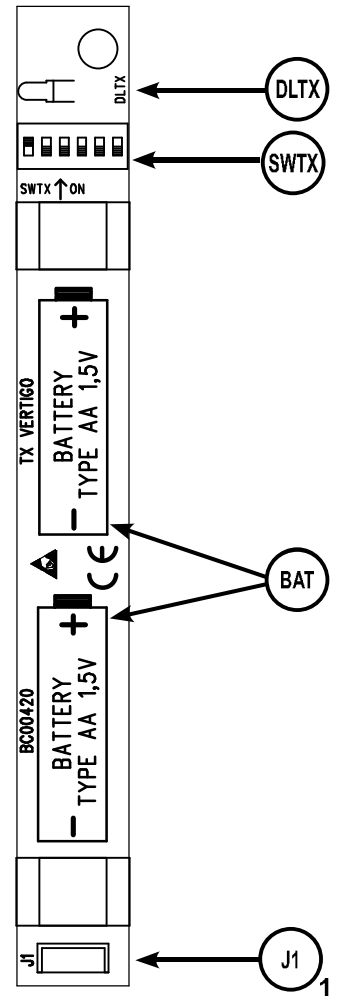 DLTX
DLTX
SWTX
SWTX ↑ ON
TX VERTIGO
+
BATTERY
TYPE AA 1,5V
−
CE
BAT
BC00420
+
BATTERY
TYPE AA 1,5V
−
J1
J1
1